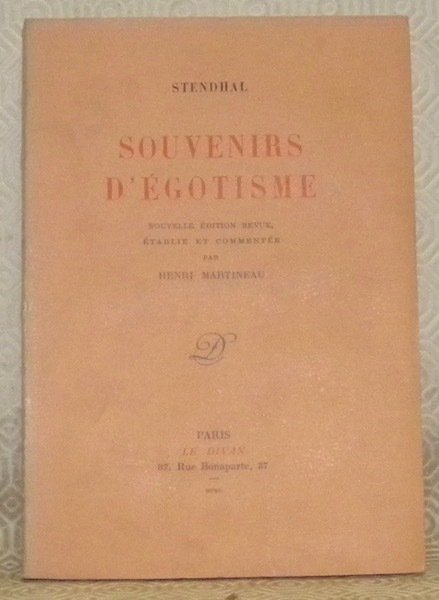 STENDHAL
SOUVENIRS
D'ÉGOTISME
NOUVELLE ÉDITION REVUE,
ÉTABLIE ET COMMENTÉE
PAR
HENRI MARTINEAU
D
PARIS
LE DIVAN
37, Rue Bonaparte, 37